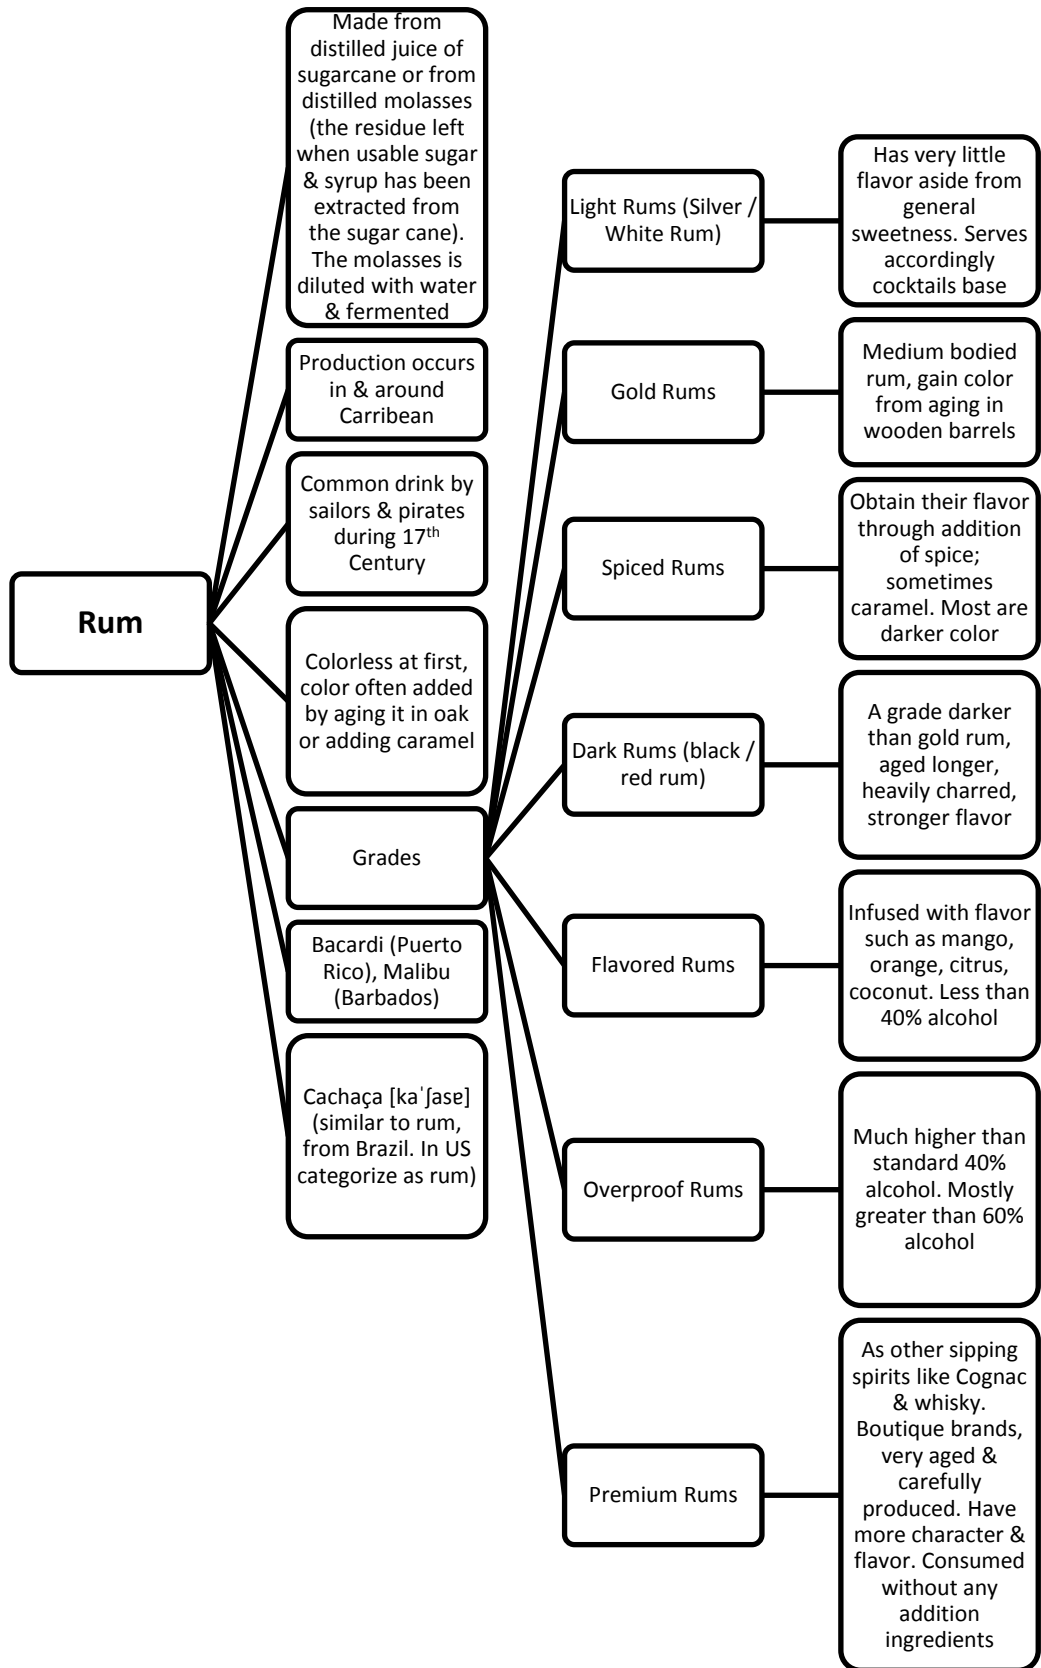 Rum
Made from
distilled juice of
sugarcane or from
distilled molasses
(the residue left
when usable sugar
& syrup has been
extracted from
the sugar cane).
The molasses is
diluted with water
& fermented
Production occurs
in & around
Carribean
Common drink by
sailors & pirates
during 17th
Century
Colorless at first,
color often added
by aging it in oak
or adding caramel
Grades
Light Rums (Silver /
White Rum)
Has very little
flavor aside from
general
sweetness. Serves
accordingly
cocktails base
Gold Rums
Medium bodied
rum, gain color
from aging in
wooden barrels
Spiced Rums
Obtain their flavor
through addition
of spice;
sometimes
caramel. Most are
darker color
Dark Rums (black /
red rum)
A grade darker
than gold rum,
aged longer,
heavily charred,
stronger flavor
Flavored Rums
Infused with flavor
such as mango,
orange, citrus,
coconut. Less than
40% alcohol
Overproof Rums
Much higher than
standard 40%
alcohol. Mostly
greater than 60%
alcohol
Premium Rums
As other sipping
spirits like Cognac
& whisky.
Boutique brands,
very aged &
carefully
produced. Have
more character &
flavor. Consumed
without any
addition
ingredients
Bacardi (Puerto
Rico), Malibu
(Barbados)
Cachaça [kaˈʃasɐ]
(similar to rum,
from Brazil. In US
categorize as rum)